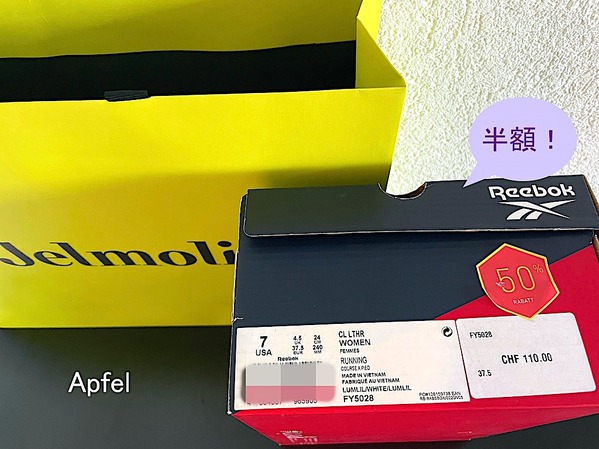 半額！
Jelmoli
Reebok
50%
RABATT
7
USA
4.5
UK
37.5
EUR
24
CM
240
MM
CL LTHR
WOMEN
FEMMES
RUNNING
COURSE A PIED
MADE IN VIETNAM
FABRIQUE AU VIETNAM
LUMLIL/WHITE/LUMLIL
FY5028
Reebok
FY5028
CHF 110.00
37.5
Apfel